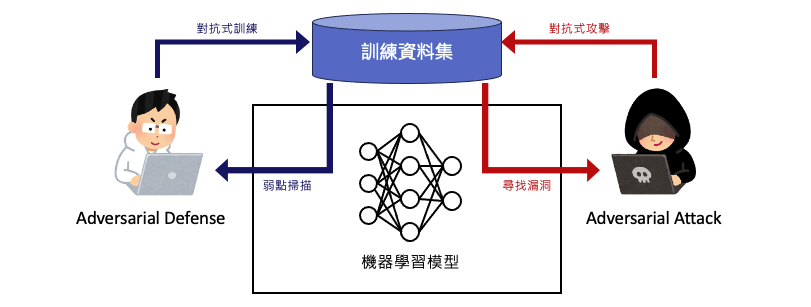 對抗式訓練
訓練資料集
對抗式攻擊
弱點掃描
尋找漏洞
Adversarial Defense
Adversarial Attack
機器學習模型